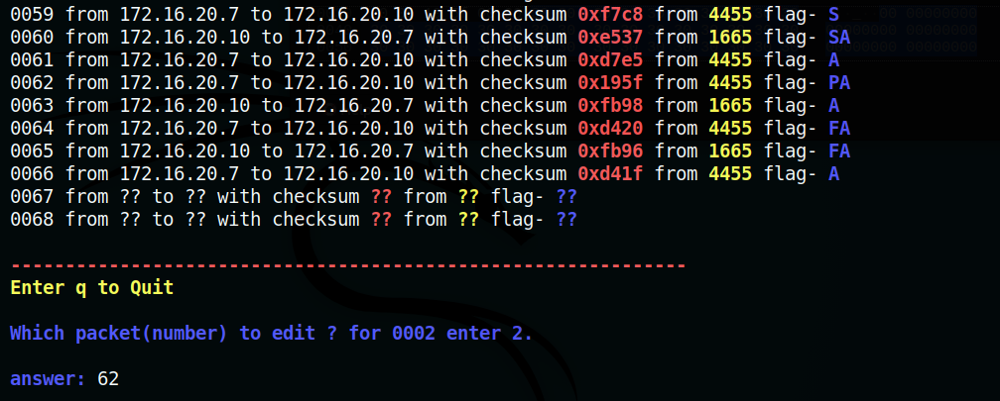 0059 from 172.16.20.7 to 172.16.20.10 with checksum 0xf7c8 from 4455 flag- S
0060 from 172.16.20.10 to 172.16.20.7 with checksum 0xe537 from 1665 flag- SA
0061 from 172.16.20.7 to 172.16.20.10 with checksum 0xd7e5 from 4455 flag- A
0062 from 172.16.20.7 to 172.16.20.10 with checksum 0x195f from 4455 flag- PA
0063 from 172.16.20.10 to 172.16.20.7 with checksum 0xfb98 from 1665 flag- A
0064 from 172.16.20.7 to 172.16.20.10 with checksum 0xd420 from 4455 flag- FA
0065 from 172.16.20.10 to 172.16.20.7 with checksum 0xfb96 from 1665 flag- FA
0066 from 172.16.20.7 to 172.16.20.10 with checksum 0xd41f from 4455 flag- A
0067 from ?? to ?? with checksum ?? from ?? flag- ??
0068 from ?? to ?? with checksum ?? from ?? flag- ??
--------------------------------------------------------------
Enter q to Quit
Which packet(number) to edit ? for 0002 enter 2.
answer: 62